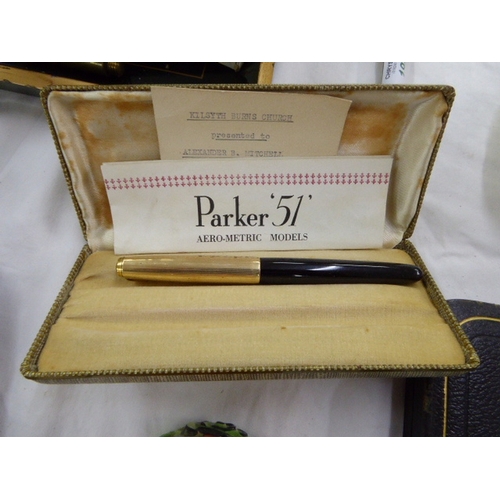 KILSYTH BURNS CHURCH
presented to
ALEXANDER B. MITCHELL
Parker '51'
AERO-METRIC MODELS